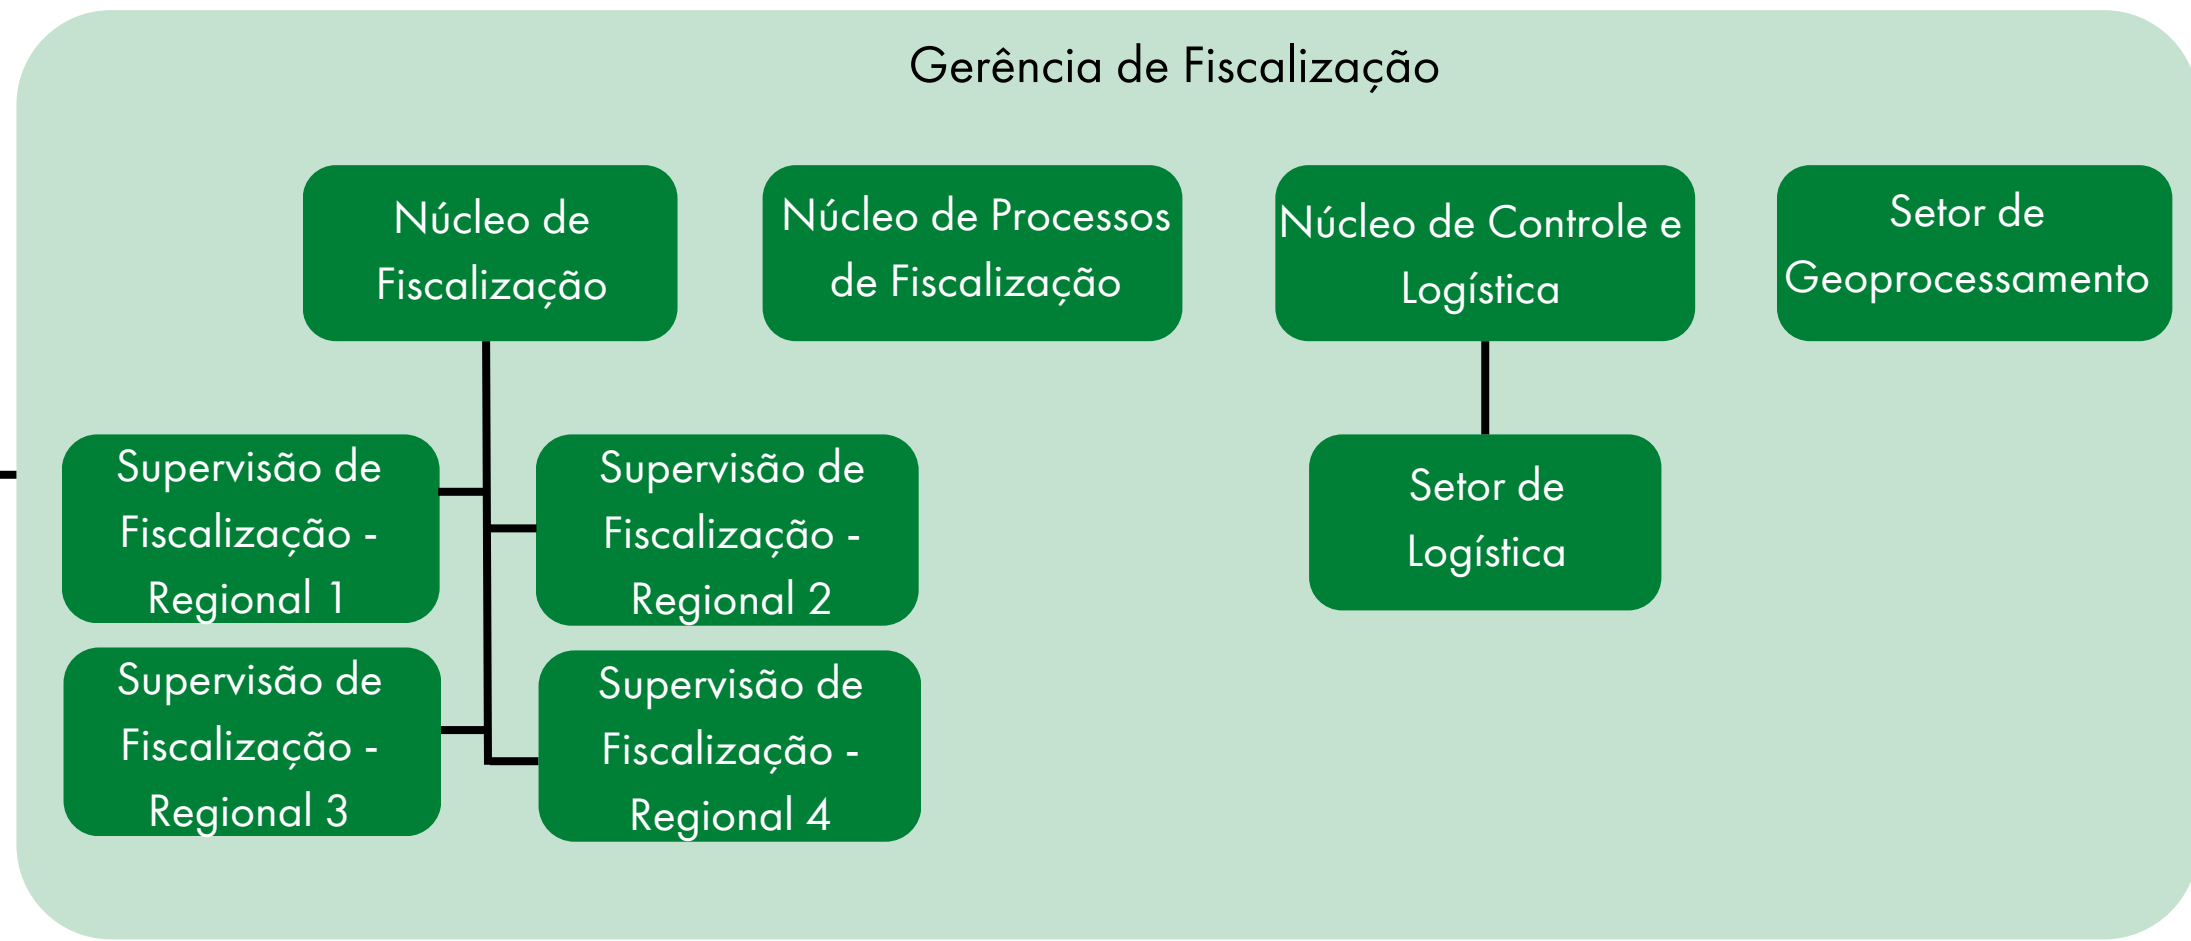 Gerência de Fiscalização
Núcleo de
Fiscalização
Núcleo de Processos
de Fiscalização
Núcleo de Controle e
Logística
Setor de
Geoprocessamento
Supervisão de
Fiscalização -
Regional 1
Supervisão de
Fiscalização -
Regional 2
Setor de
Logística
Supervisão de
Fiscalização -
Regional 3
Supervisão de
Fiscalização -
Regional 4